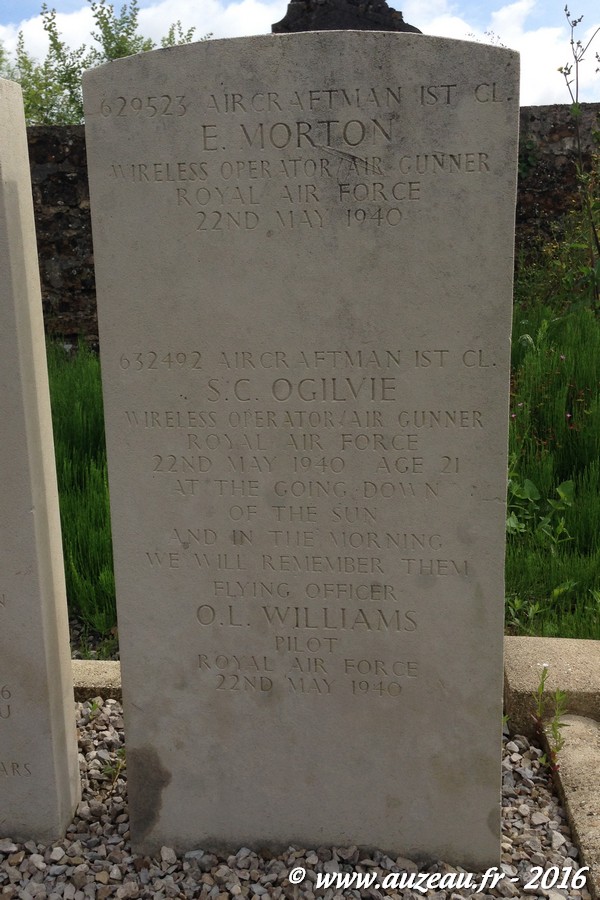 629523 AIRCRAFTMAN 1ST CL.
E. MORTON
WIRELESS OPERATOR/AIR GUNNER
ROYAL AIR FORCE
22ND MAY 1940
632492 AIRCRAFTMAN 1ST CL.
S.C. OGILVIE
WIRELESS OPERATOR/AIR GUNNER
ROYAL AIR FORCE
22ND MAY 1940 AGE 21
AT THE GOING DOWN
OF THE SUN
AND IN THE MORNING
WE WILL REMEMBER THEM
FLYING OFFICER
O.L. WILLIAMS
PILOT
ROYAL AIR FORCE
22ND MAY 1940
© www.auzeau.fr - 2016